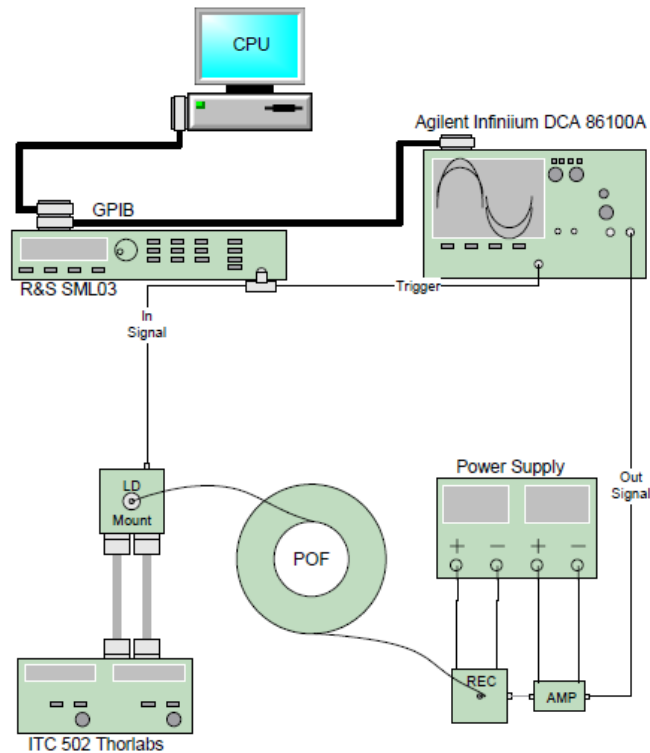 CPU
Agilent Infiniium DCA 86100A
GPIB
R&S SML03
Trigger
In
Signal
Power Supply
Out
Signal
LD
Mount
+ − + −
POF
REC
AMP
ITC 502 Thorlabs